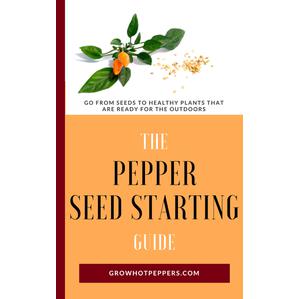 GO FROM SEEDS TO HEALTHY PLANTS THAT
ARE READY FOR THE OUTDOORS
THE
PEPPER
SEED STARTING
GUIDE
GROWHOTPEPPERS.COM